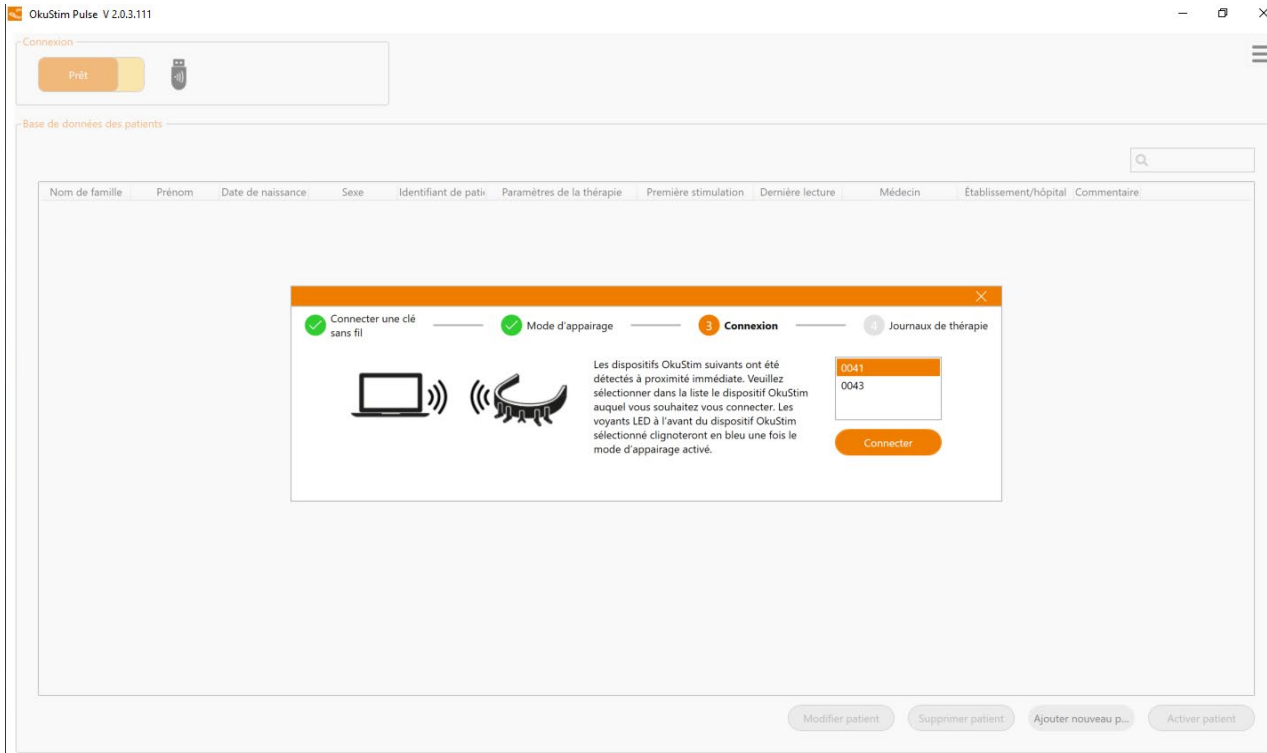 OkuStim Pulse V 2.0.3.111
Connexion
Prêt
Base de données des patients
Nom de famille Prénom Date de naissance Sexe Identifiant de patie Paramètres de la thérapie Première stimulation Dernière lecture Médecin Établissement/hôpital Commentaire
Connecter une clé
sans fil
Mode d'appairage
3 Connexion
4 Journaux de thérapie
Les dispositifs OkuStim suivants ont été
détectés à proximité immédiate. Veuillez
sélectionner dans la liste le dispositif OkuStim
auquel vous souhaitez vous connecter. Les
voyants LED à l'avant du dispositif OkuStim
sélectionné clignoteront en bleu une fois le
mode d'appairage activé.
0041
0043
Connecter
Modifier patient Supprimer patient Ajouter nouveau p... Activer patient